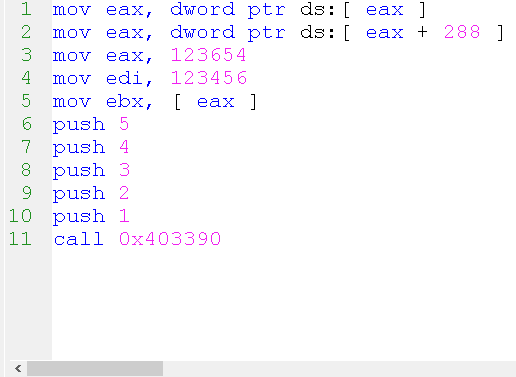 1 mov eax, dword ptr ds:[ eax ]
2 mov eax, dword ptr ds:[ eax + 288 ]
3 mov eax, 123654
4 mov edi, 123456
5 mov ebx, [ eax ]
6 push 5
7 push 4
8 push 3
9 push 2
10 push 1
11 call 0x403390